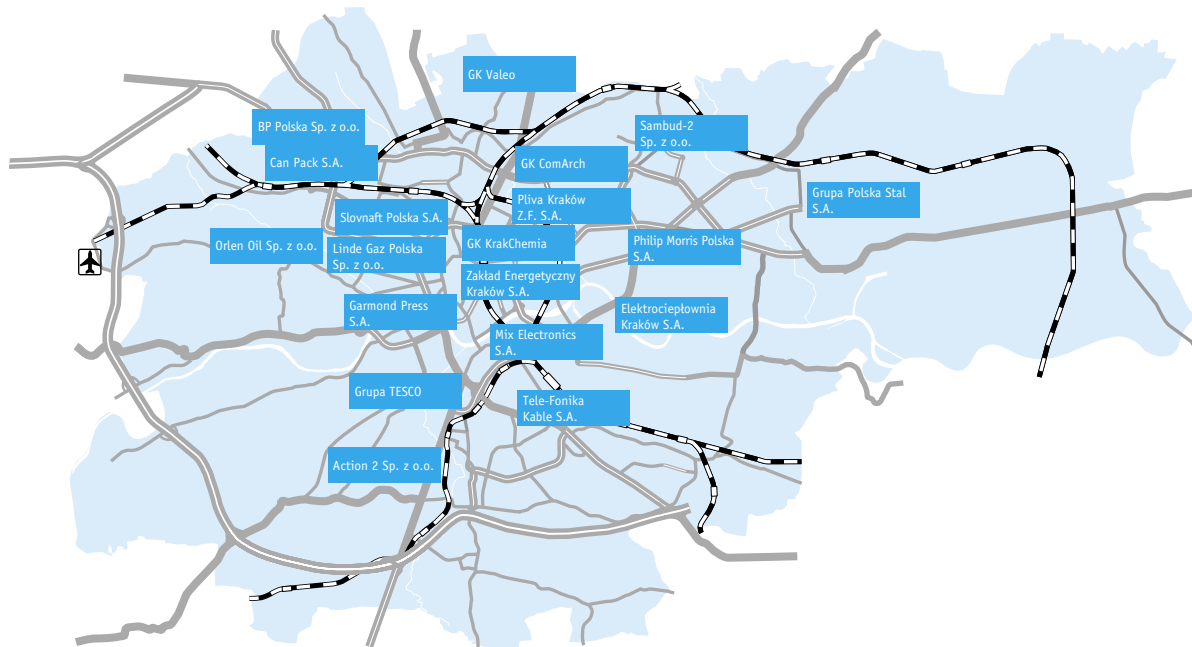 GK Valeo
BP Polska Sp. z o.o.
Sambud-2
Sp. z o.o.
Can Pack S.A.
GK ComArch
Grupa Polska Stal
S.A.
Pliva Kraków
Z.F. S.A.
Slovnaft Polska S.A.
Orlen Oil Sp. z o.o.
Linde Gaz Polska
Sp. z o.o.
GK KrakChemia
Philip Morris Polska
S.A.
Zakład Energetyczny
Kraków S.A.
Garmond Press
S.A.
Elektrociepłownia
Kraków S.A.
Mix Electronics
S.A.
Grupa TESCO
Tele-Fonika
Kable S.A.
Action 2 Sp. z o.o.